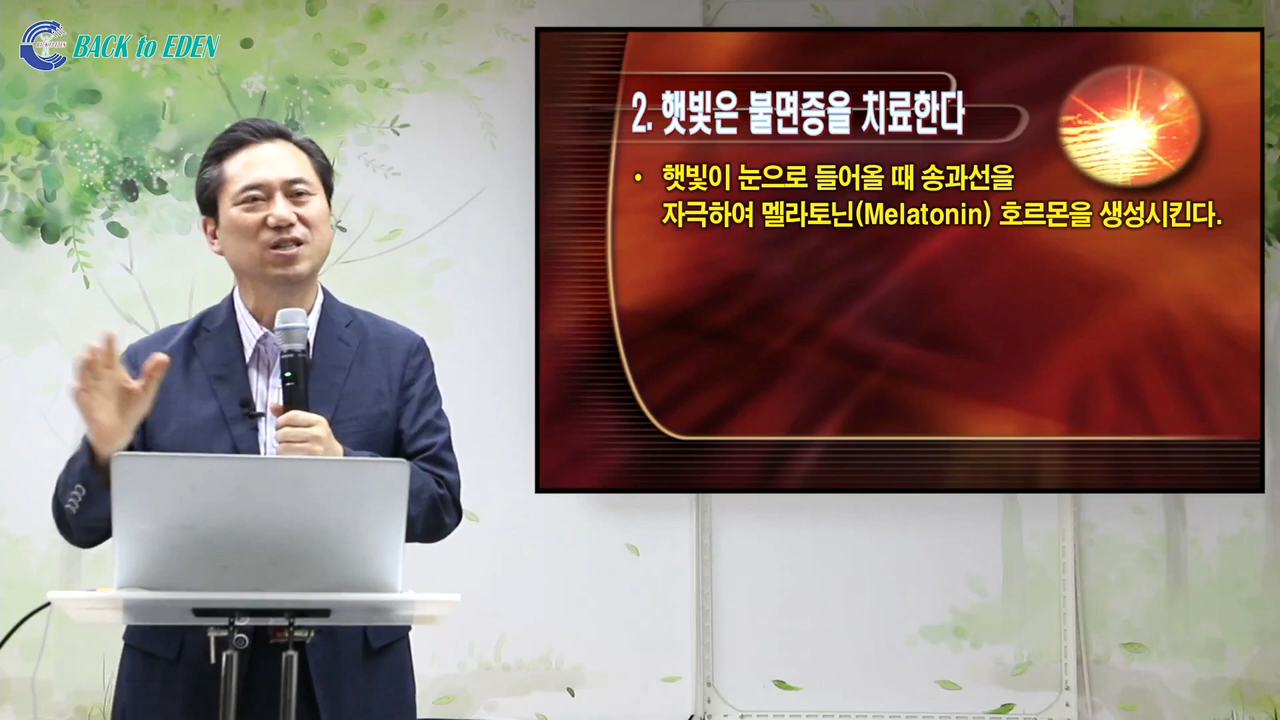 BACK to EDEN
2. 햇빛은 불면증을 치료한다
• 햇빛이 눈으로 들어올 때 송과선을
자극하여 멜라토닌(Melatonin) 호르몬을 생성시킨다.